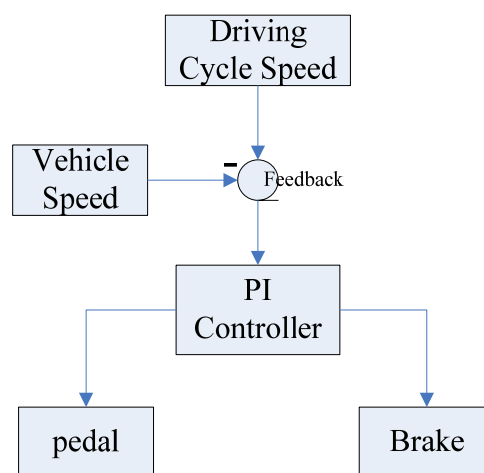 Driving
Cycle Speed
-
Vehicle
Speed
Feedback
PI
Controller
pedal
Brake